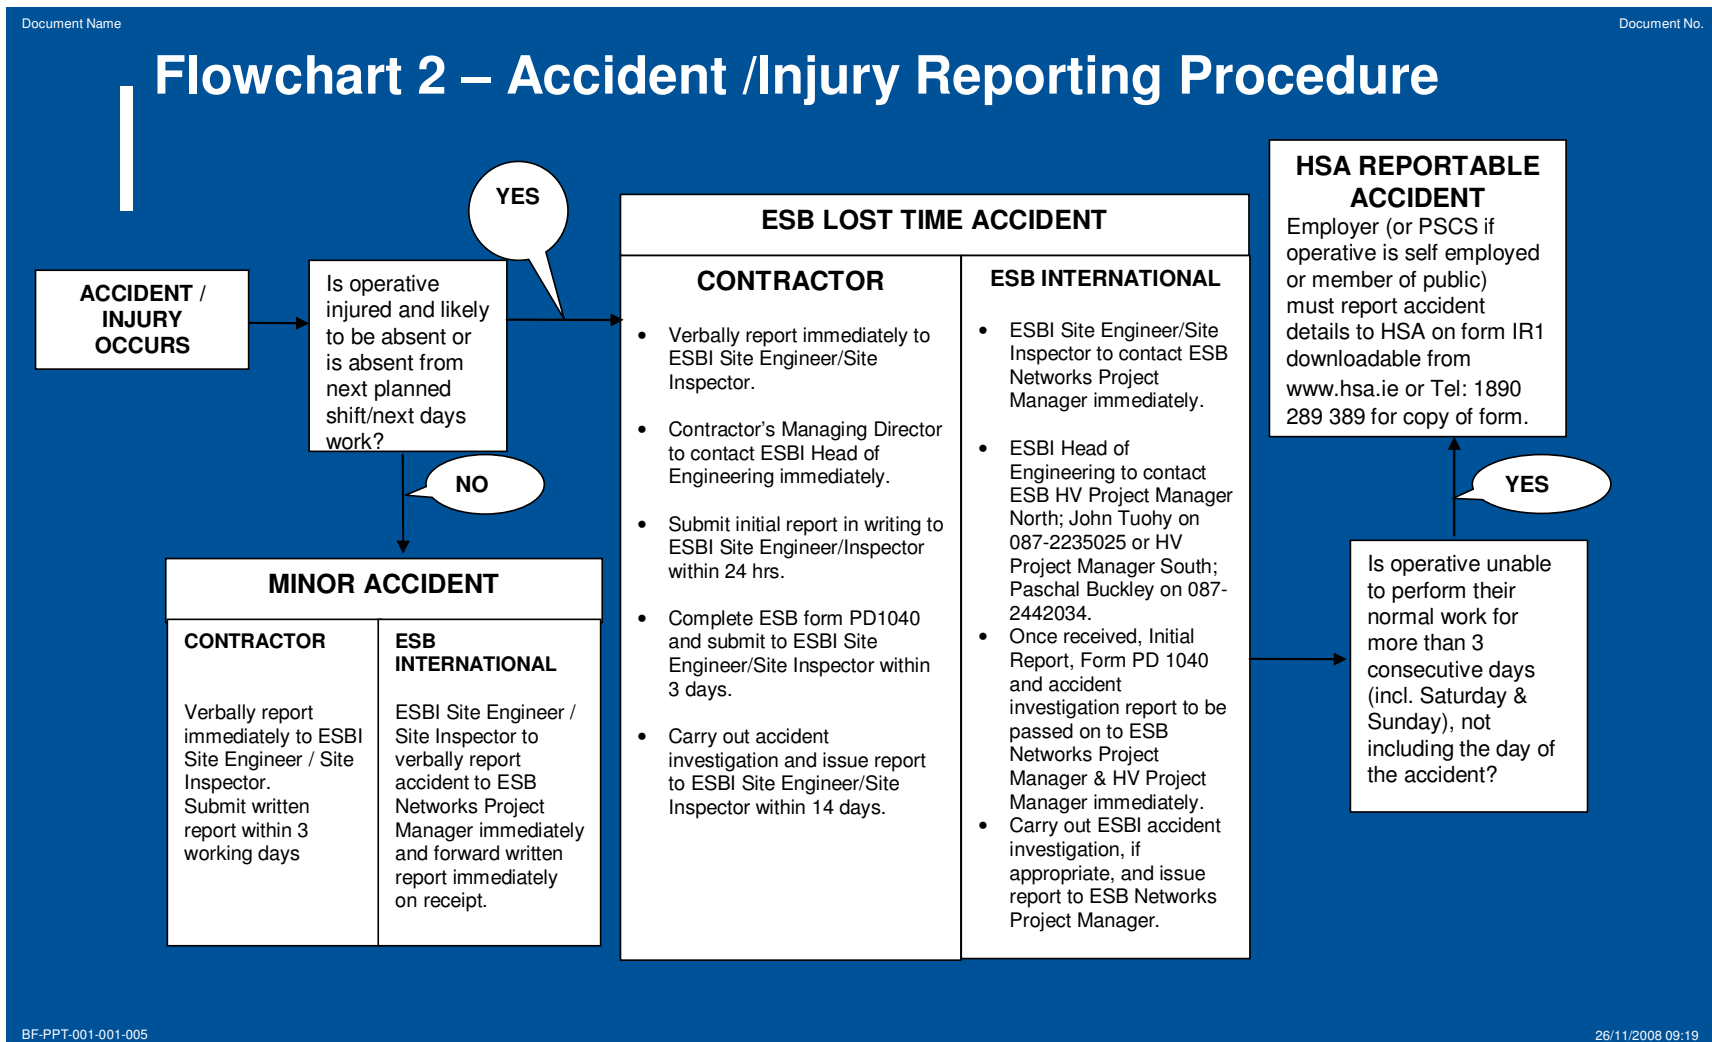 Document Name
Document No.
Flowchart 2 – Accident /Injury Reporting Procedure
ACCIDENT /
INJURY
OCCURS
Is operative
injured and likely
to be absent or
is absent from
next planned
shift/next days
work?
YES
NO
MINOR ACCIDENT
CONTRACTOR
Verbally report
immediately to ESBI
Site Engineer / Site
Inspector.
Submit written
report within 3
working days
ESB
INTERNATIONAL
ESBI Site Engineer /
Site Inspector to
verbally report
accident to ESB
Networks Project
Manager immediately
and forward written
report immediately
on receipt.
ESB LOST TIME ACCIDENT
CONTRACTOR
• Verbally report immediately to
ESBI Site Engineer/Site
Inspector.
• Contractor’s Managing Director
to contact ESBI Head of
Engineering immediately.
• Submit initial report in writing to
ESBI Site Engineer/Inspector
within 24 hrs.
• Complete ESB form PD1040
and submit to ESBI Site
Engineer/Site Inspector within
3 days.
• Carry out accident
investigation and issue report
to ESBI Site Engineer/Site
Inspector within 14 days.
ESB INTERNATIONAL
• ESBI Site Engineer/Site
Inspector to contact ESB
Networks Project
Manager immediately.
• ESBI Head of
Engineering to contact
ESB HV Project Manager
North; John Tuohy on
087-2235025 or HV
Project Manager South;
Paschal Buckley on 087-
2442034.
• Once received, Initial
Report, Form PD 1040
and accident
investigation report to be
passed on to ESB
Networks Project
Manager & HV Project
Manager immediately.
• Carry out ESBI accident
investigation, if
appropriate, and issue
report to ESB Networks
Project Manager.
Is operative unable
to perform their
normal work for
more than 3
consecutive days
(incl. Saturday &
Sunday), not
including the day of
the accident?
YES
HSA REPORTABLE
ACCIDENT
Employer (or PSCS if
operative is self employed
or member of public)
must report accident
details to HSA on form IR1
downloadable from
www.hsa.ie or Tel: 1890
289 389 for copy of form.
BF-PPT-001-001-005
26/11/2008 09:19